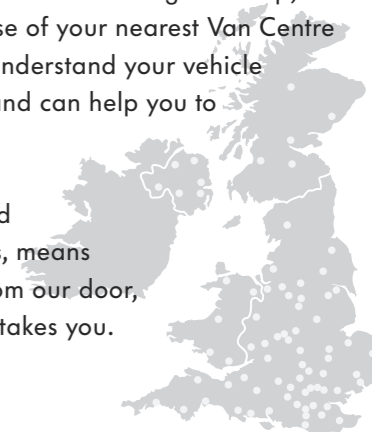 se of your nearest Van Centre
nderstand your vehicle
and can help you to
d
s, means
om our door,
takes you.